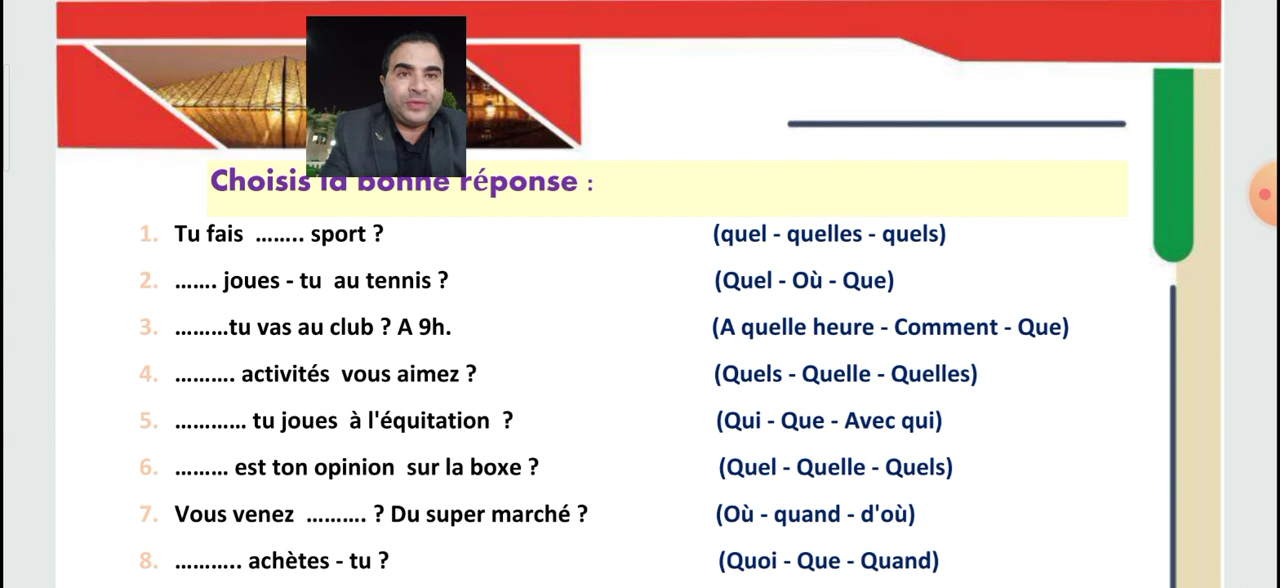 Choisis la bonne réponse :
1. Tu fais …….. sport ? (quel - quelles - quels)
2. ……. joues - tu au tennis ? (Quel - Où - Que)
3. ………tu vas au club ? A 9h. (A quelle heure - Comment - Que)
4. ………. activités vous aimez ? (Quels - Quelle - Quelles)
5. ………… tu joues à l'équitation ? (Qui - Que - Avec qui)
6. ……… est ton opinion sur la boxe ? (Quel - Quelle - Quels)
7. Vous venez ………. ? Du super marché ? (Où - quand - d'où)
8. ……….. achètes - tu ? (Quoi - Que - Quand)